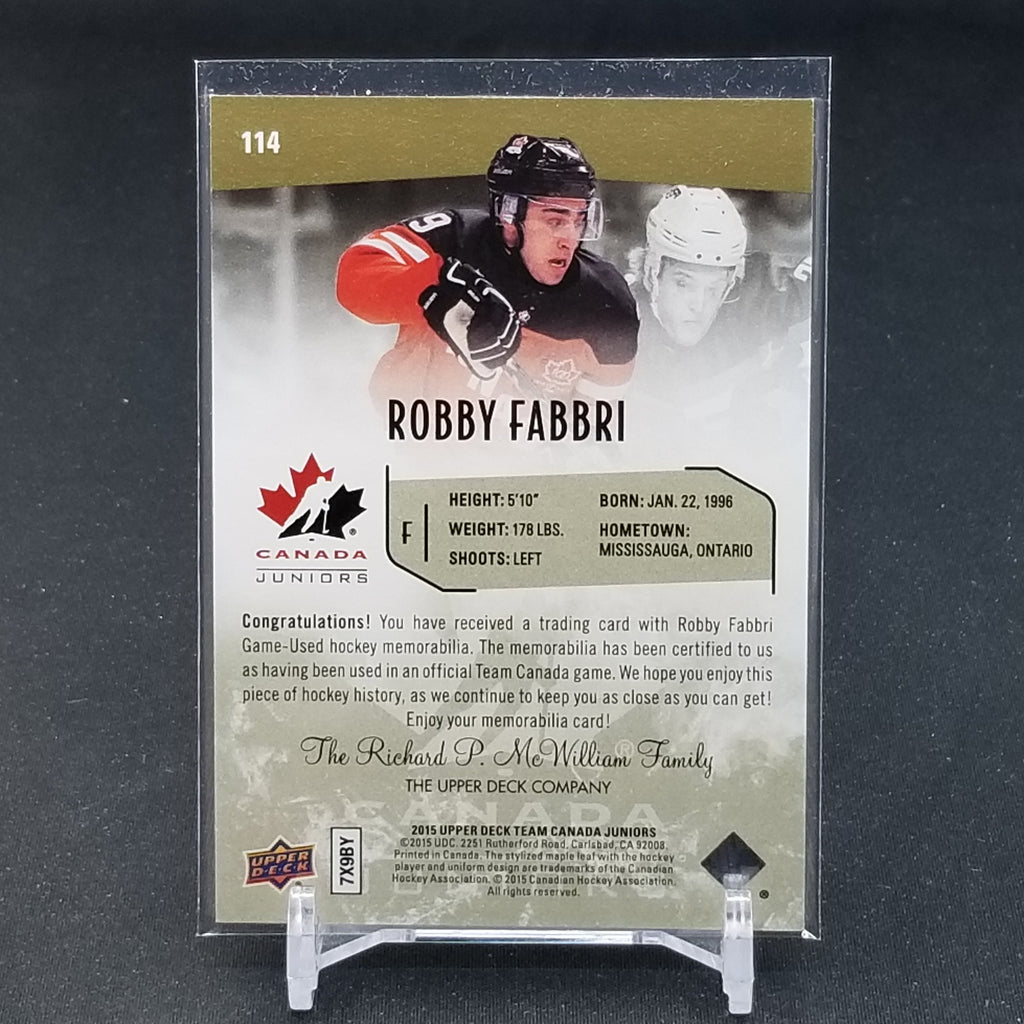 114
9
ROBBY FABBRI
F
HEIGHT: 5'10"
WEIGHT: 178 LBS.
SHOOTS: LEFT
BORN: JAN. 22, 1996
HOMETOWN:
MISSISSAUGA, ONTARIO
®
CANADA
JUNIORS
Congratulations! You have received a trading card with Robby Fabbri
Game-Used hockey memorabilia. The memorabilia has been certified to us
as having been used in an official Team Canada game. We hope you enjoy this
piece of hockey history, as we continue to keep you as close as you can get!
Enjoy your memorabilia card!
The Richard P. McWilliam Family
THE UPPER DECK COMPANY
CANADA
2015 UPPER DECK TEAM CANADA JUNIORS
©2015 UDC. 2251 Rutherford Road, Carlsbad, CA 92008.
Printed in Canada. The stylized maple leaf with the hockey
player and uniform design are trademarks of the Canadian
Hockey Association. © 2015 Canadian Hockey Association.
All rights reserved.
UPPER
D·E·C·K
7X9BY
®